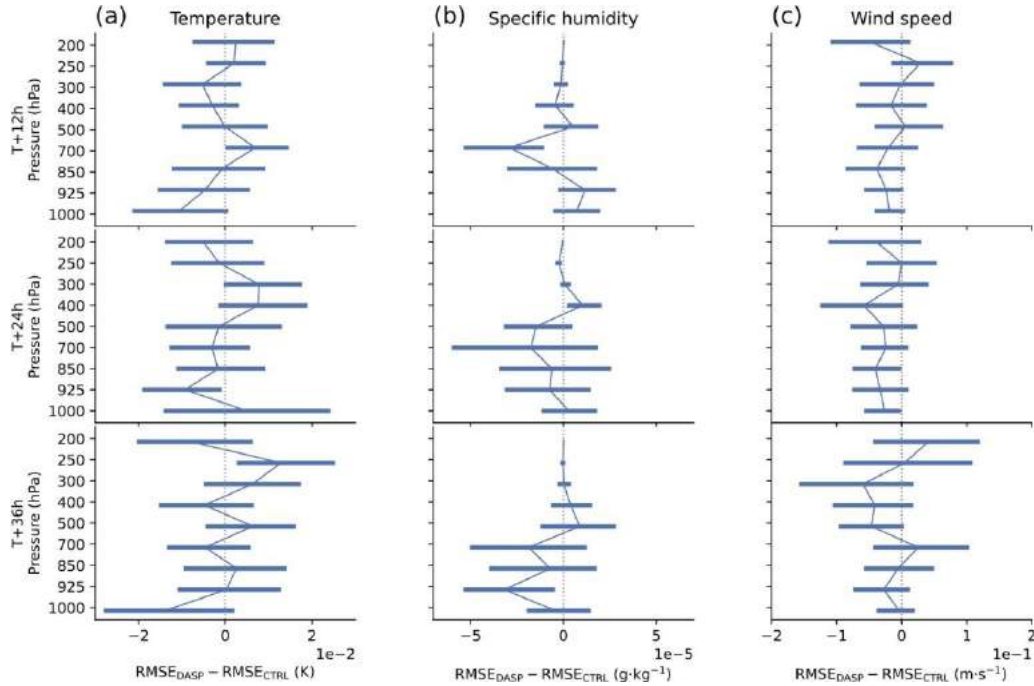 (a) Temperature (b) Specific humidity (c) Wind speed
T+12h
Pressure (hPa)
200
250
300
400
500
700
850
925
1000
T+24h
Pressure (hPa)
200
250
300
400
500
700
850
925
1000
T+36h
Pressure (hPa)
200
250
300
400
500
700
850
925
1000
−2 0 2 −5 0 5 −2 −1 0 1 2
1e−2 1e−5 1e−1
RMSE_DASP − RMSE_CTRL (K) RMSE_DASP − RMSE_CTRL (g·kg⁻¹) RMSE_DASP − RMSE_CTRL (m·s⁻¹)